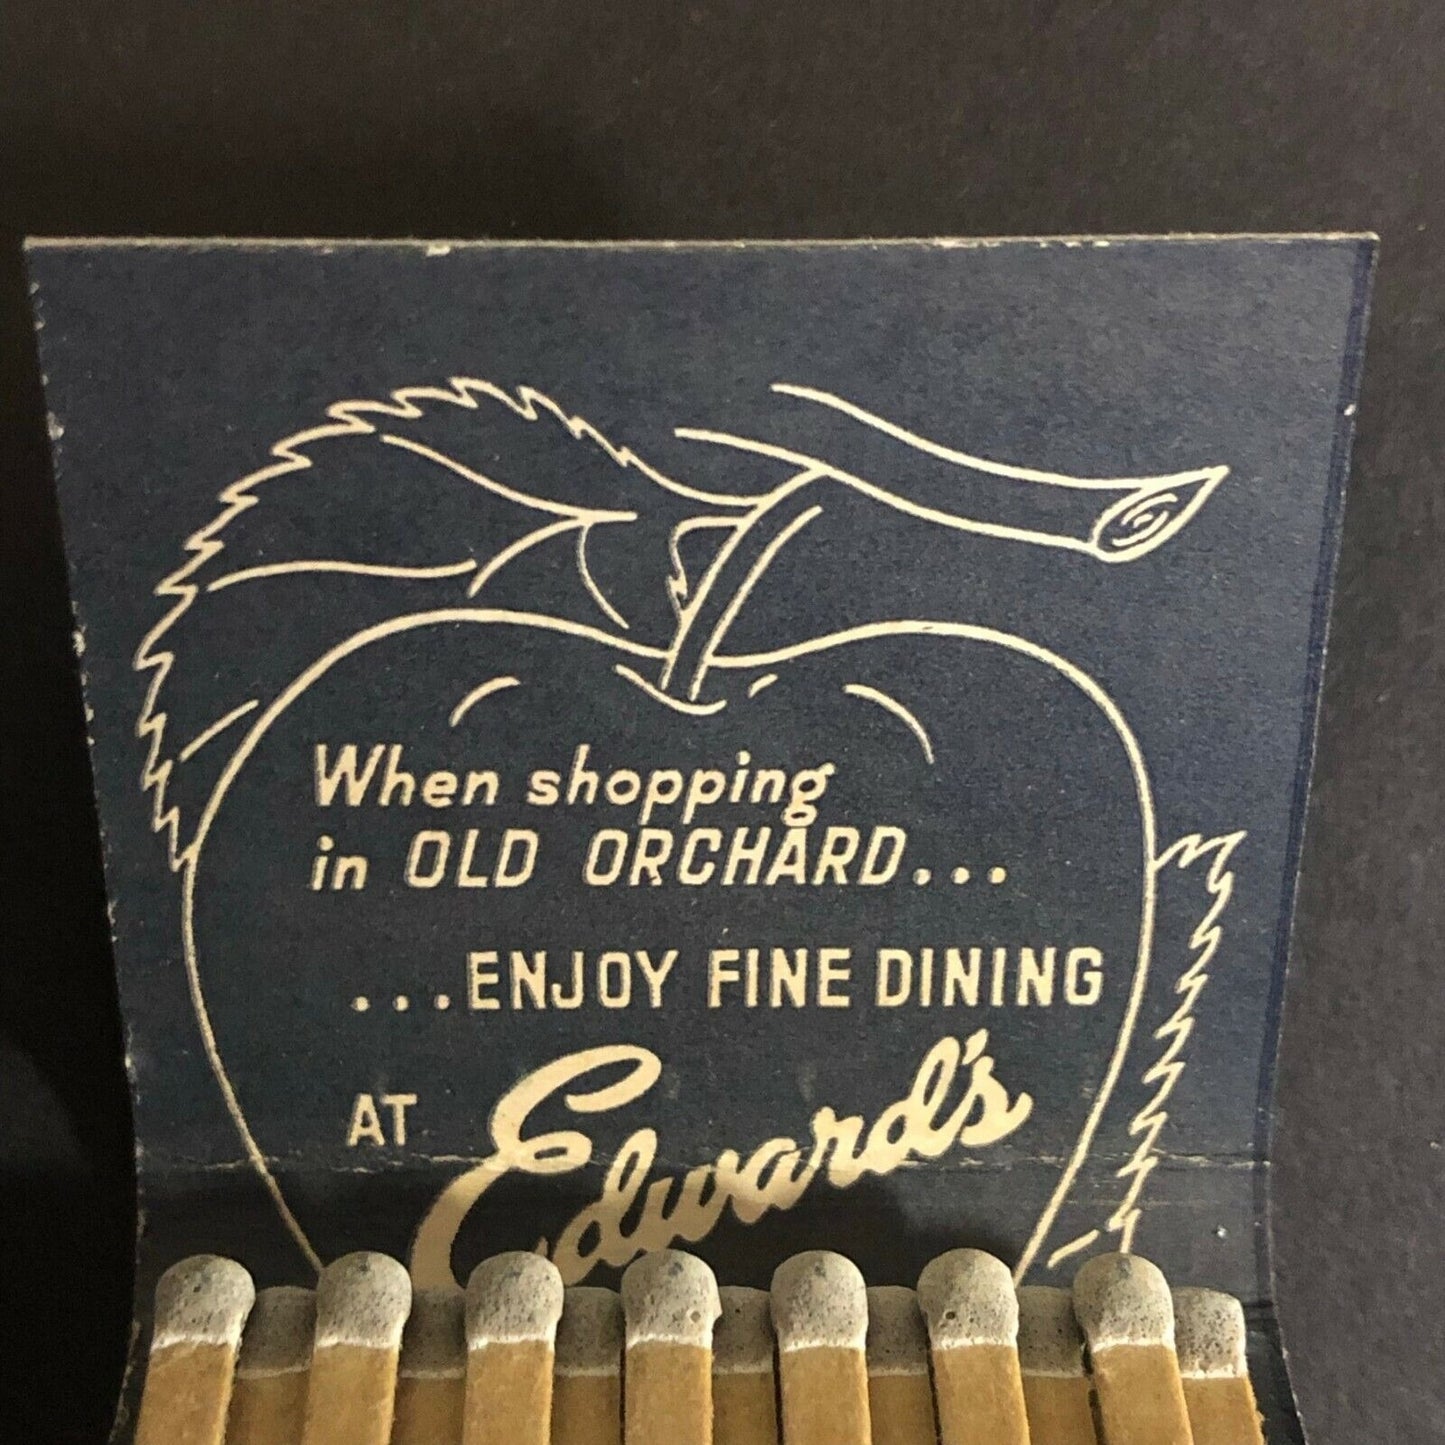 When shopping
in OLD ORCHARD...
...ENJOY FINE DINING
AT Edward's